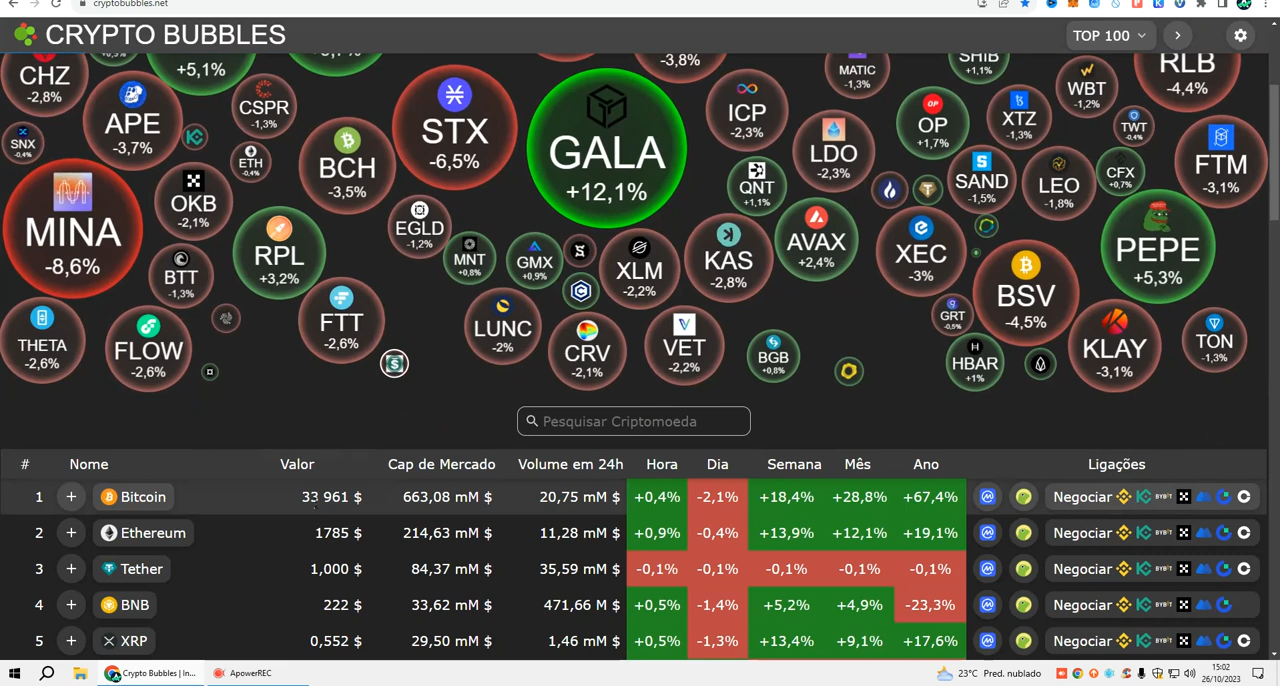 cryptobubbles.net
CRYPTO BUBBLES
TOP 100
+5,1%
-3,8%
CHZ
-2,8%
APE
-3,7%
CSPR
-1,3%
SNX
-0,4%
ETH
-0,4%
BCH
-3,5%
STX
-6,5%
GALA
+12,1%
ICP
-2,3%
MATIC
-1,3%
SHIB
+1,1%
WBT
-1,2%
RLB
-4,4%
OP
+1,7%
XTZ
-1,3%
TWT
-0,4%
LDO
-2,3%
QNT
+1,1%
SAND
-1,5%
LEO
-1,8%
CFX
+0,7%
FTM
-3,1%
MINA
-8,6%
OKB
-2,1%
RPL
+3,2%
EGLD
-1,2%
MNT
+0,8%
GMX
+0,9%
XLM
-2,2%
KAS
-2,8%
AVAX
+2,4%
XEC
-3%
BSV
-4,5%
PEPE
+5,3%
BTT
-1,3%
FTT
-2,6%
LUNC
-2%
CRV
-2,1%
VET
-2,2%
BGB
+0,8%
GRT
-0,5%
HBAR
+1%
KLAY
-3,1%
TON
-1,3%
THETA
-2,6%
FLOW
-2,6%
Pesquisar Criptomoeda
# Nome Valor Cap de Mercado Volume em 24h Hora Dia Semana Mês Ano Ligações
1 + Bitcoin 33 961 $ 663,08 mM $ 20,75 mM $ +0,4% -2,1% +18,4% +28,8% +67,4% Negociar BYBIT
2 + Ethereum 1785 $ 214,63 mM $ 11,28 mM $ +0,9% -0,4% +13,9% +12,1% +19,1% Negociar BYBIT
3 + Tether 1,000 $ 84,37 mM $ 35,59 mM $ -0,1% -0,1% -0,1% -0,1% -0,1% Negociar BYBIT
4 + BNB 222 $ 33,62 mM $ 471,66 M $ +0,5% -1,4% +5,2% +4,9% -23,3% Negociar BYBIT
5 + XRP 0,552 $ 29,50 mM $ 1,46 mM $ +0,5% -1,3% +13,4% +9,1% +17,6% Negociar BYBIT
Crypto Bubbles | In...
ApowerREC
23°C Pred. nublado
15:02
26/10/2023